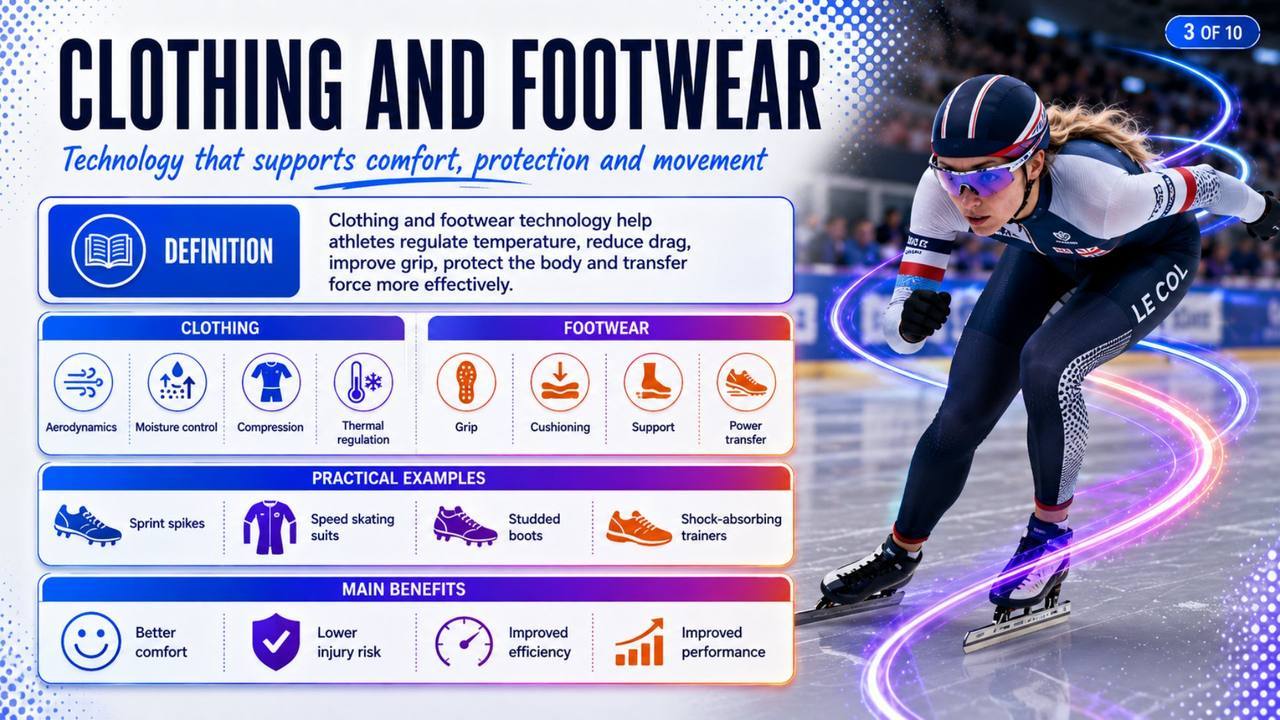 3 OF 10
CLOTHING AND FOOTWEAR
Technology that supports comfort, protection and movement
DEFINITION
Clothing and footwear technology help
athletes regulate temperature, reduce drag,
improve grip, protect the body and transfer
force more effectively.
CLOTHING
Aerodynamics
Moisture control
Compression
Thermal
regulation
FOOTWEAR
Grip
Cushioning
Support
Power
transfer
PRACTICAL EXAMPLES
Sprint spikes
Speed skating
suits
Studded
boots
Shock-absorbing
trainers
MAIN BENEFITS
Better
comfort
Lower
injury risk
Improved
efficiency
Improved
performance
LE COL